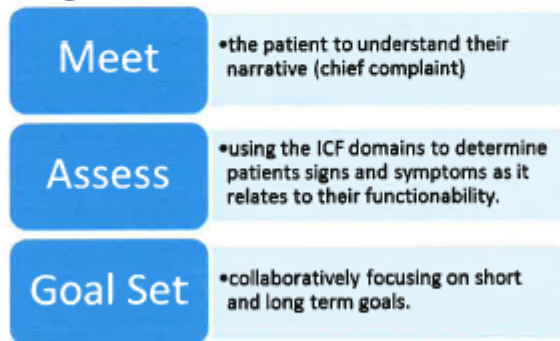 Meet
•the patient to understand their
narrative (chief complaint)
Assess
•using the ICF domains to determine
patients signs and symptoms as it
relates to their functionability.
Goal Set
•collaboratively focusing on short
and long term goals.